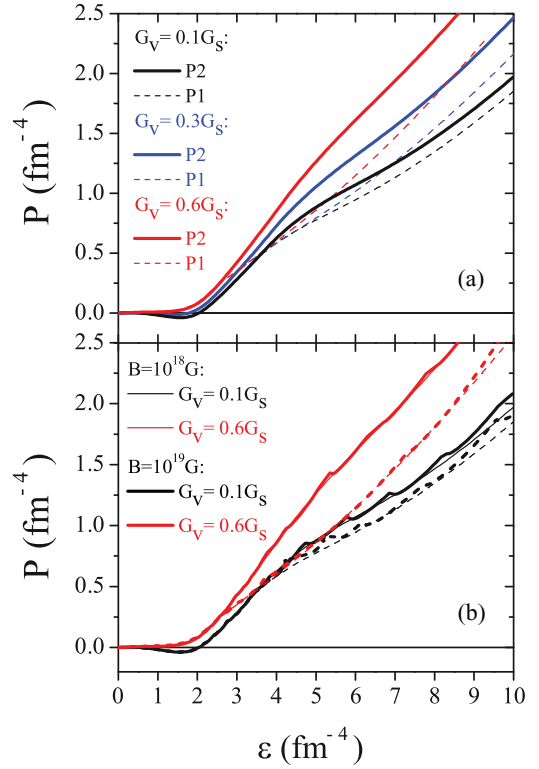 2.5
2.0
1.5
1.0
0.5
0.0
P (fm⁻⁴)
G_V = 0.1G_S:
P2
P1
G_V = 0.3G_S:
P2
P1
G_V = 0.6G_S:
P2
P1
(a)
2.5
2.0
1.5
1.0
0.5
0.0
P (fm⁻⁴)
B=10¹⁸G:
G_V= 0.1G_S
G_V= 0.6G_S
B=10¹⁹G:
G_V= 0.1G_S
G_V= 0.6G_S
(b)
0 1 2 3 4 5 6 7 8 9 10
ε (fm⁻⁴)